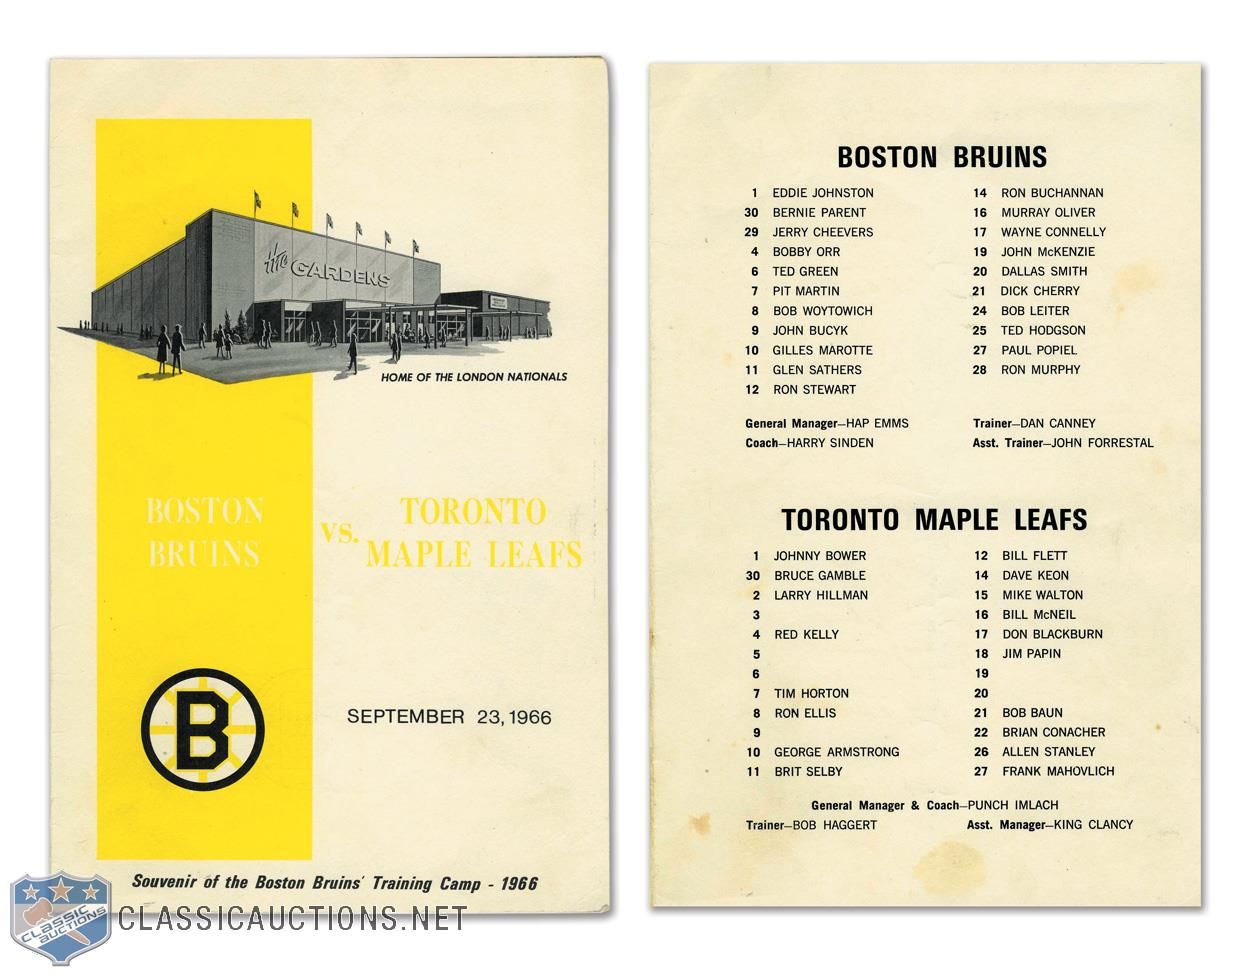 the GARDENS
HOME OF THE LONDON NATIONALS
BOSTON
BRUINS
vs.
TORONTO
MAPLE LEAFS
B
SEPTEMBER 23, 1966
Souvenir of the Boston Bruins' Training Camp - 1966
CLASSIC AUCTIONS
CLASSICAUCTIONS.NET
BOSTON BRUINS
1 EDDIE JOHNSTON
30 BERNIE PARENT
29 JERRY CHEEVERS
4 BOBBY ORR
6 TED GREEN
7 PIT MARTIN
8 BOB WOYTOWICH
9 JOHN BUCYK
10 GILLES MAROTTE
11 GLEN SATHERS
12 RON STEWART
14 RON BUCHANNAN
16 MURRAY OLIVER
17 WAYNE CONNELLY
19 JOHN McKENZIE
20 DALLAS SMITH
21 DICK CHERRY
24 BOB LEITER
25 TED HODGSON
27 PAUL POPIEL
28 RON MURPHY
General Manager—HAP EMMS
Coach—HARRY SINDEN
Trainer—DAN CANNEY
Asst. Trainer—JOHN FORRESTAL
TORONTO MAPLE LEAFS
1 JOHNNY BOWER
30 BRUCE GAMBLE
2 LARRY HILLMAN
3
4 RED KELLY
5
6
7 TIM HORTON
8 RON ELLIS
9
10 GEORGE ARMSTRONG
11 BRIT SELBY
12 BILL FLETT
14 DAVE KEON
15 MIKE WALTON
16 BILL McNEIL
17 DON BLACKBURN
18 JIM PAPIN
19
20
21 BOB BAUN
22 BRIAN CONACHER
26 ALLEN STANLEY
27 FRANK MAHOVLICH
General Manager & Coach—PUNCH IMLACH
Trainer—BOB HAGGERT
Asst. Manager—KING CLANCY